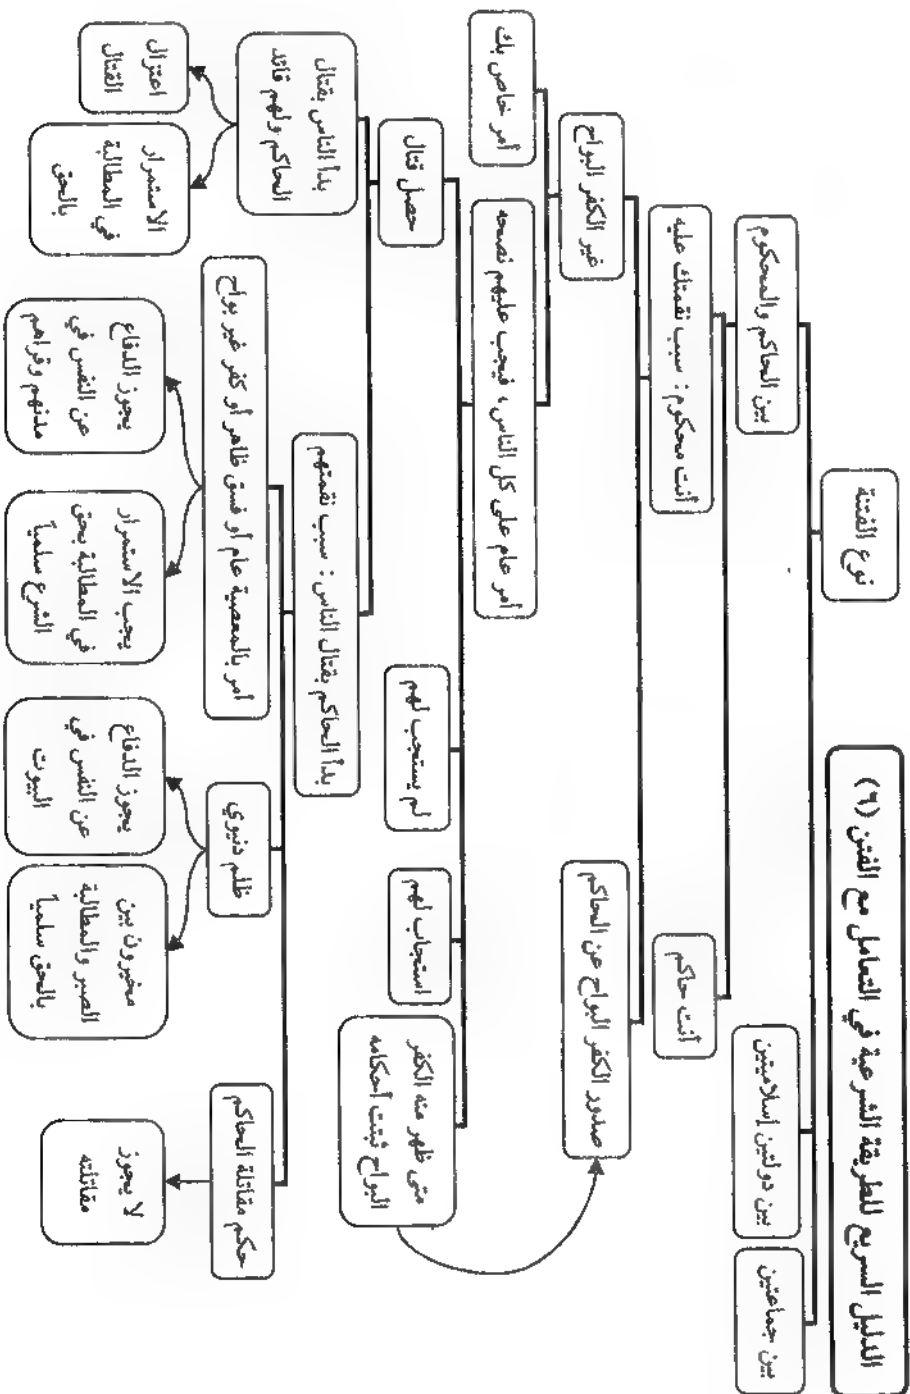 الدليل السريع للطريقة الشرعية في التعامل مع الفتن (٦)
نوع الفتنة
بين الحاكم والمحكوم
بين دولتين إسلاميتين
بين جماعتين
أنت محكوم: سبب نقمتك عليه
أنت حاكم
غير الكفر البواح
صدور الكفر البواح عن الحاكم
أمر خاص بك
أمر عام على كل الناس، فيجب عليهم نصحه
حصل قتال
لم يستجب لهم
استجاب لهم
متى ظهر منه الكفر
البواح ثبتت أحكامه
بدأ الناس بقتال
الحاكم ولهم قائد
بدأ الحاكم بقتال الناس: سبب نقمتهم
اعتزال
القتال
الاستمرار
في المطالبة
بالحق
أمر بالمعصية عام أو فسق ظاهر أو كفر غير بواح
ظلم دنيوي
حكم مقاتلة الحاكم
يجوز الدفاع
عن النفس في
مدنهم وقراهم
يجب الاستمرار
في المطالبة بحق
الشرع سلمياً
يجوز الدفاع
عن النفس في
البيوت
مخيرون بين
الصبر والمطالبة
بالحق سلمياً
لا يجوز
مقاتلته